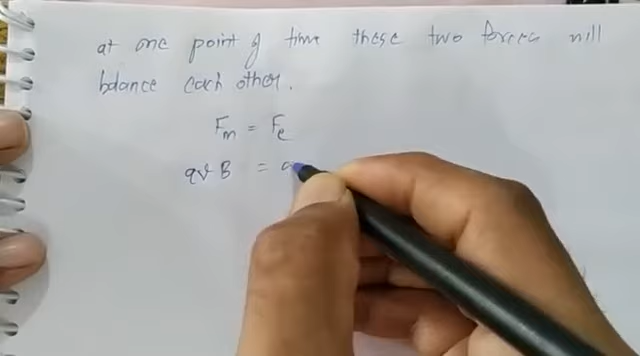 at one point of time these two forces will
balance each other.
Fm = Fe
qvB = q